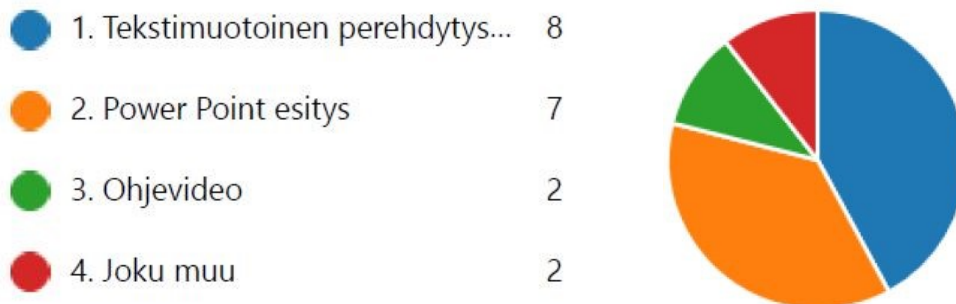 1. Tekstimuotoinen perehdytys... 8
2. Power Point esitys 7
3. Ohjevideo 2
4. Joku muu 2